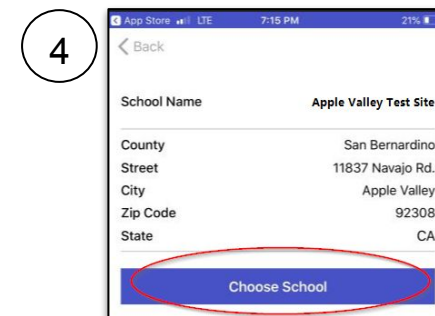 4
App Store LTE 7:15 PM 21%
Back
School Name Apple Valley Test Site
County San Bernardino
Street 11837 Navajo Rd.
City Apple Valley
Zip Code 92308
State CA
Choose School